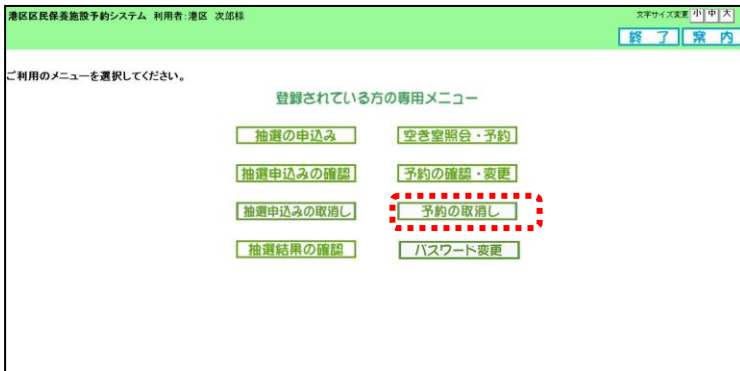 港区区民保養施設予約システム 利用者:港区 次郎様
文字サイズ変更 小 中 大
終 了 案 内
ご利用のメニューを選択してください。
登録されている方の専用メニュー
抽選の申込み 空き室照会・予約
抽選申込みの確認 予約の確認・変更
抽選申込みの取消し 予約の取消し
抽選結果の確認 パスワード変更